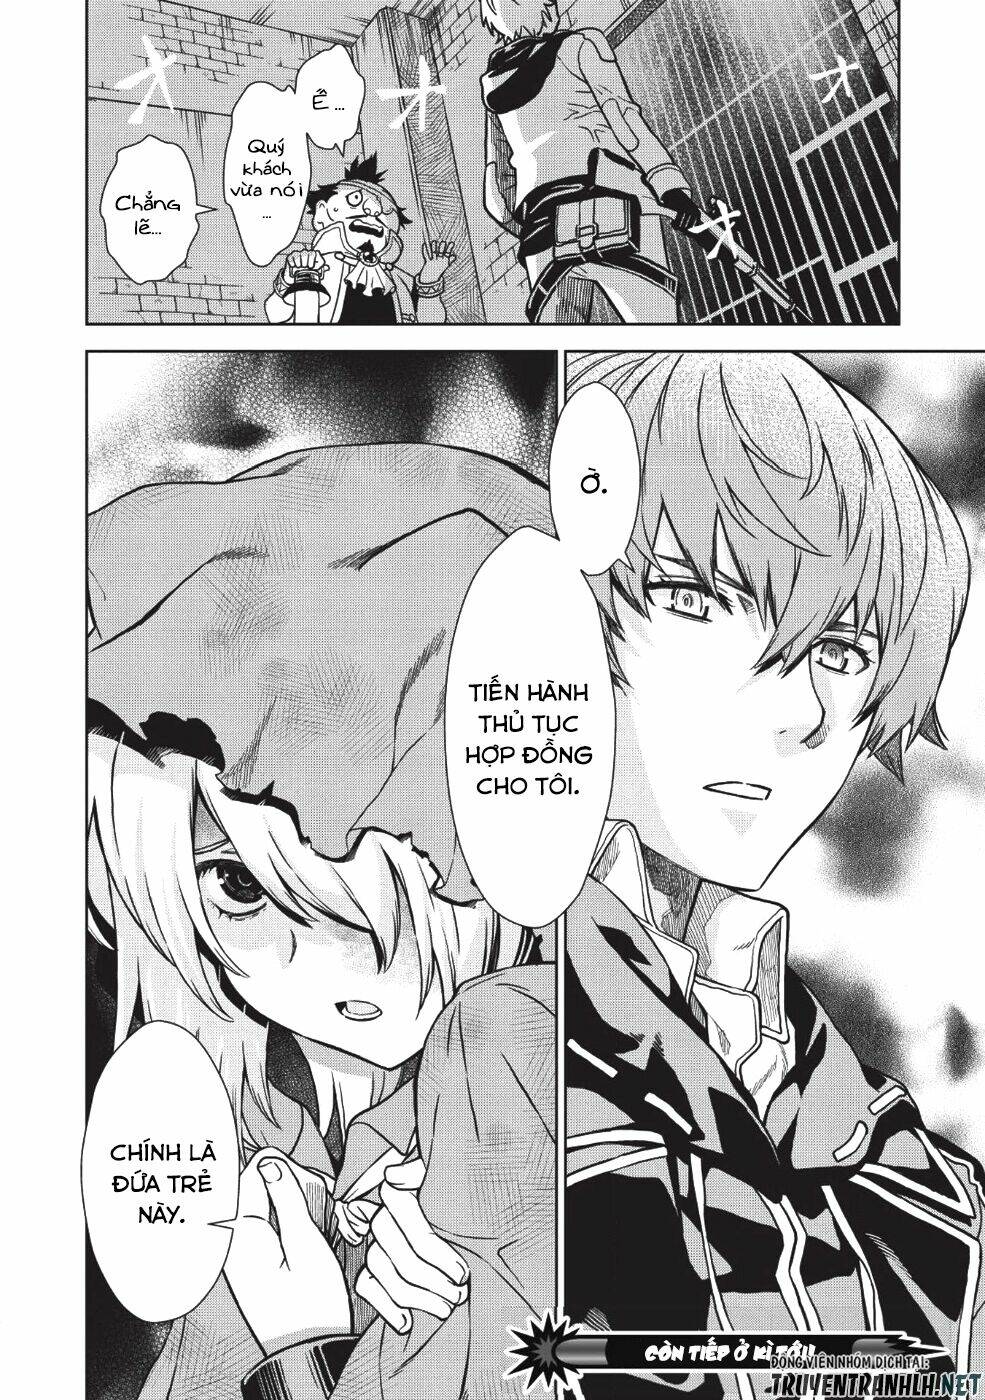 Ề ...
Quý
khách
vừa nói
...
Chẳng
lẽ...
Ờ.
TIẾN HÀNH
THỦ TỤC
HỢP ĐỒNG
CHO TÔI.
CHÍNH LÀ
ĐỨA TRẺ
NÀY.
CÒN TIẾP Ở KÌ TỚI!
ĐỘNG VIÊN NHÓM DỊCH TẠI:
TRUYENTRANHLH.NET